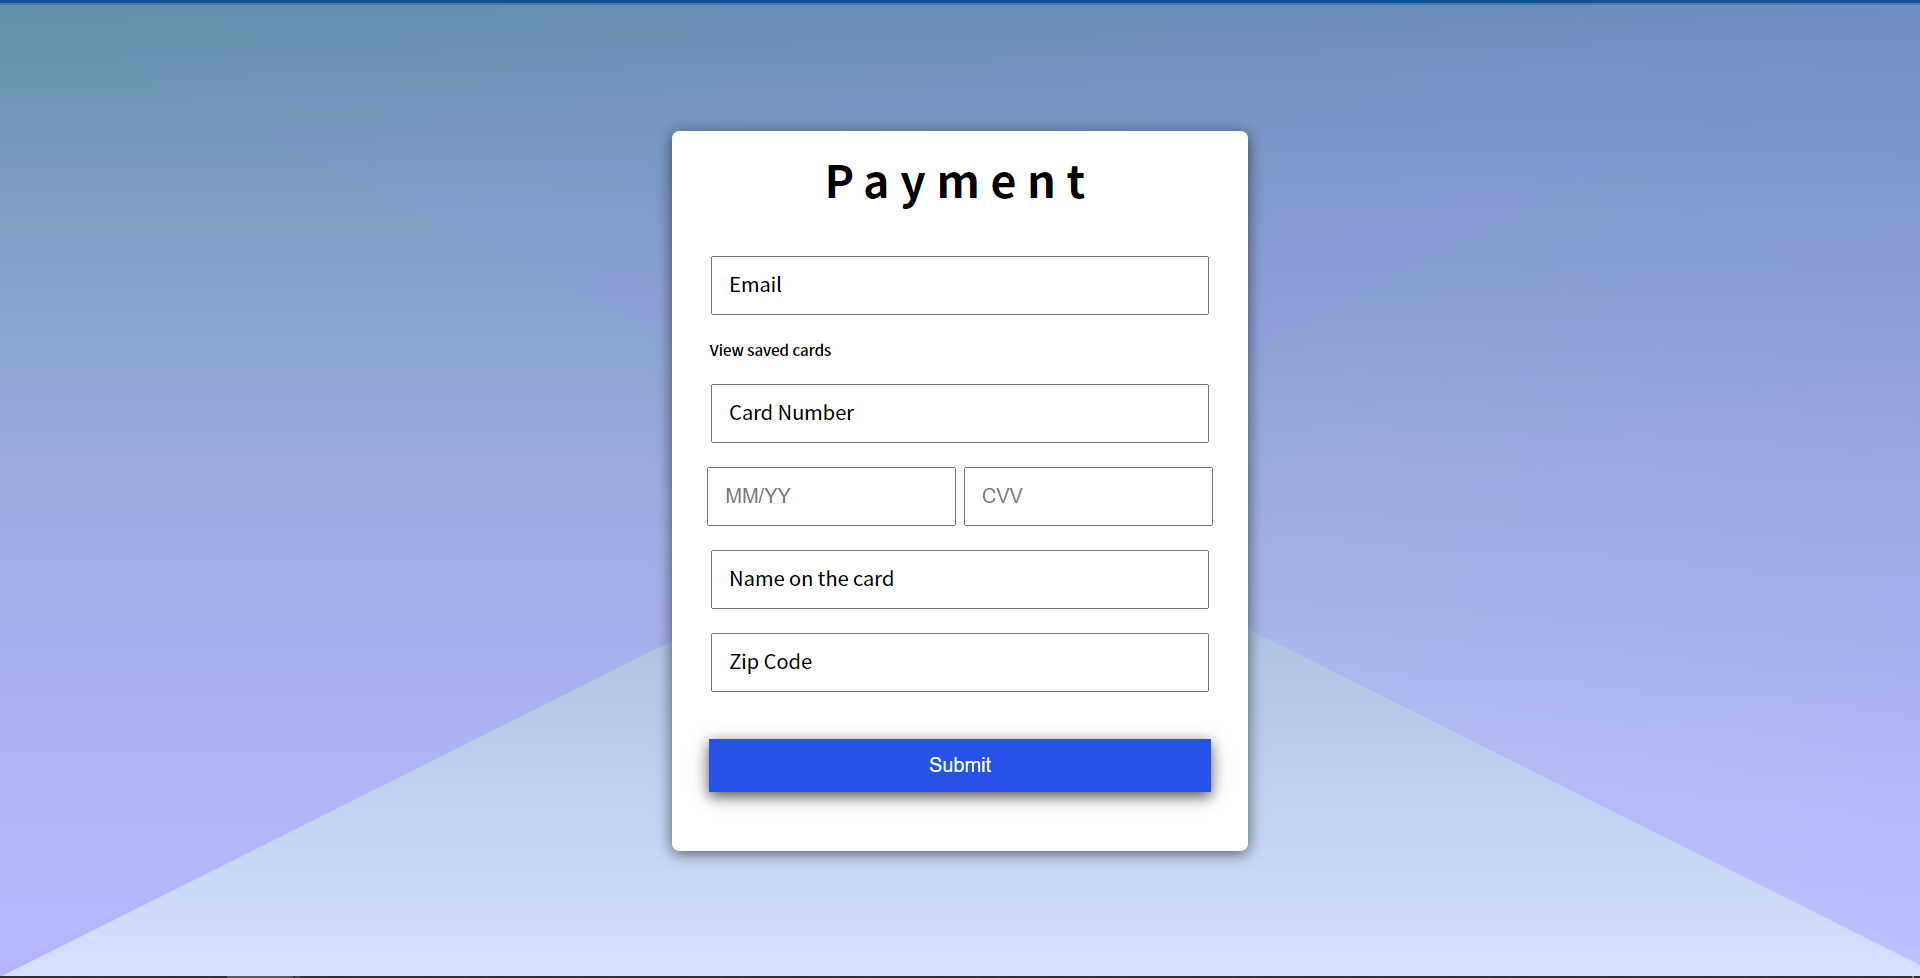 Payment
Email
View saved cards
Card Number
MM/YY CVV
Name on the card
Zip Code
Submit